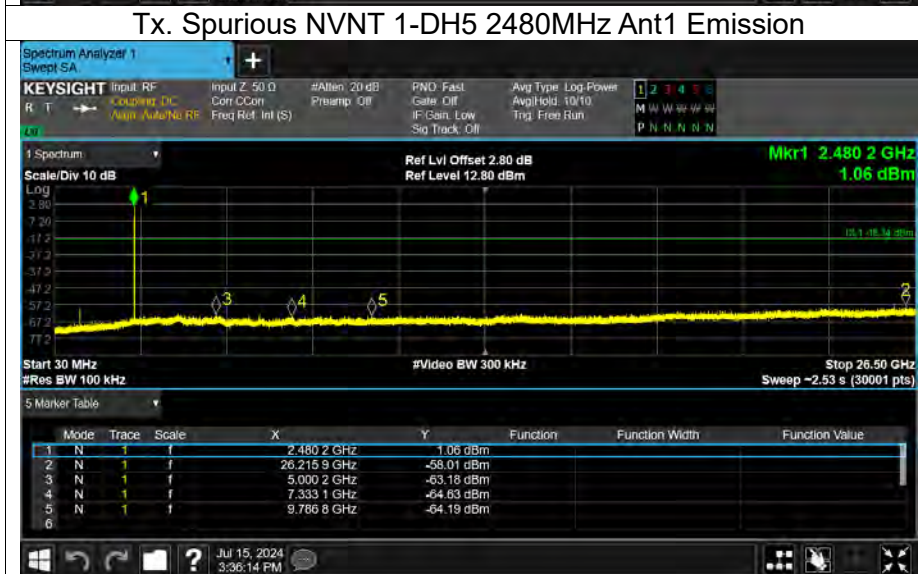 Tx. Spurious NVNT 1-DH5 2480MHz Ant1 Emission
Spectrum Analyzer 1
Swept SA
+
KEYSIGHT Input: RF Input Z: 50 Ω #Atten: 20 dB PNO: Fast Avg Type: Log-Power 1 2 3 4 5 6
R T Coupling: DC Corr CCorr Preamp: Off Gate: Off Avg|Hold: 10/10 M W W W W W
Align: Auto/No RF Freq Ref: Int (S) IF Gain: Low Trig: Free Run
Sig Track: Off P N N N N N
1 Spectrum Ref Lvl Offset 2.80 dB Mkr1 2.480 2 GHz
Scale/Div 10 dB Ref Level 12.80 dBm 1.06 dBm
Log
1
2.80
-7.20
-17.2
-27.2
-37.2
-47.2
-57.2
3 4 5 2
-67.2
-77.2
Start 30 MHz #Video BW 300 kHz Stop 26.50 GHz
#Res BW 100 kHz Sweep ~2.53 s (30001 pts)
5 Marker Table
Mode Trace Scale X Y Function Function Width Function Value
1 N 1 f 2.480 2 GHz 1.06 dBm
2 N 1 f 26.215 9 GHz -58.01 dBm
3 N 1 f 5.000 2 GHz -63.18 dBm
4 N 1 f 7.333 1 GHz -64.63 dBm
5 N 1 f 9.786 8 GHz -64.19 dBm
6
? Jul 15, 2024
3:36:14 PM